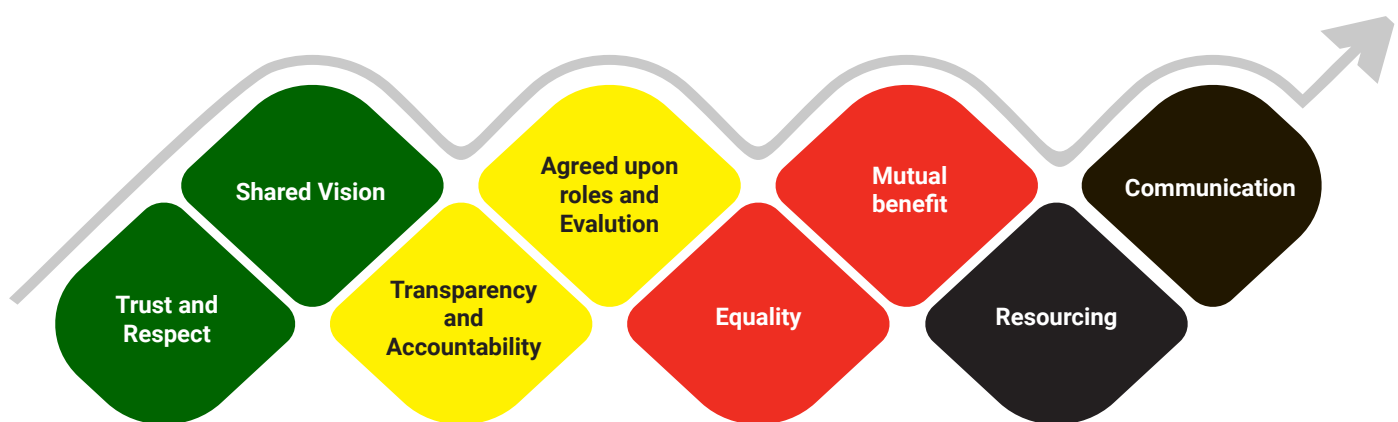 Trust and
Respect
Shared Vision
Transparency
and
Accountability
Agreed upon
roles and
Evalution
Equality
Mutual
benefit
Resourcing
Communication